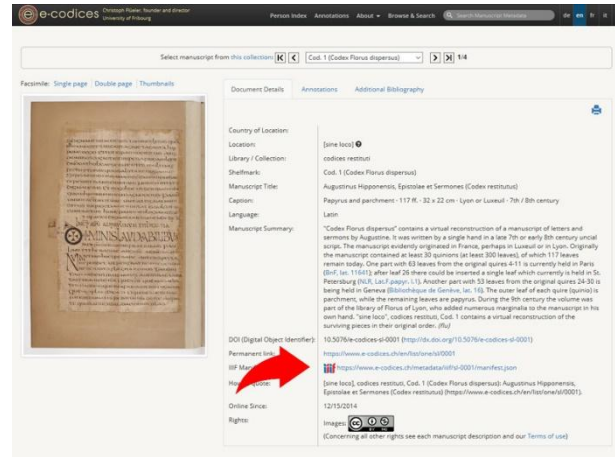 e-codices Christoph Flüeler, founder and director
University of Fribourg
Person Index Annotations About Browse & Search Search Manuscript Metadata de en fr it
Select manuscript from this collection: Cod. 1 (Codex Florus dispersus) 1/4
Facsimile: Single page Double page Thumbnails
Document Details Annotations Additional Bibliography
Country of Location:
Location: [sine loco]
Library / Collection: codices restituti
Shelfmark: Cod. 1 (Codex Florus dispersus)
Manuscript Title: Augustinus Hipponensis, Epistolae et Sermones (Codex restitutus)
Caption: Papyrus and parchment · 117 ff. · 32 x 22 cm · Lyon or Luxeuil · 7th / 8th century
Language: Latin
Manuscript Summary: "Codex Florus dispersus" contains a virtual reconstruction of a manuscript of letters and
sermons by Augustine. It was written by a single hand in a late 7th or early 8th century uncial
script. The manuscript evidently originated in France, perhaps in Luxeuil or in Lyon. Originally
the manuscript contained at least 30 quinions (at least 300 leaves), of which 117 leaves
remain today. One part with 63 leaves from the original quires 4-11 is currently held in Paris
(BnF, lat. 11641); after leaf 26 there could be inserted a single leaf which currently is held in St.
Petersburg (NLR, Lat.F.papyr. I.1). Another part with 53 leaves from the original quires 24-30 is
being held in Geneva (Bibliothèque de Genève, lat. 16). The outer leaf of each quire (quinio) is
parchment, while the remaining leaves are papyrus. During the 9th century the volume was
part of the library of Florus of Lyon, who added numerous marginalia to the manuscript in his
own hand. "sine loco", codices restituti, Cod. 1 contains a virtual reconstruction of the
surviving pieces in their original order. (flu)
DOI (Digital Object Identifier): 10.5076/e-codices-sl-0001 (http://dx.doi.org/10.5076/e-codices-sl-0001)
Permanent link: https://www.e-codices.ch/en/list/one/sl/0001
IIIF Man https://www.e-codices.ch/metadata/iiif/sl-0001/manifest.json
quote: [sine loco], codices restituti, Cod. 1 (Codex Florus dispersus): Augustinus Hipponensis,
Epistolae et Sermones (Codex restitutus) (https://www.e-codices.ch/en/list/one/sl/0001).
Online Since: 12/15/2014
Rights: Images: cc BY NC
(Concerning all other rights see each manuscript description and our Terms of use)